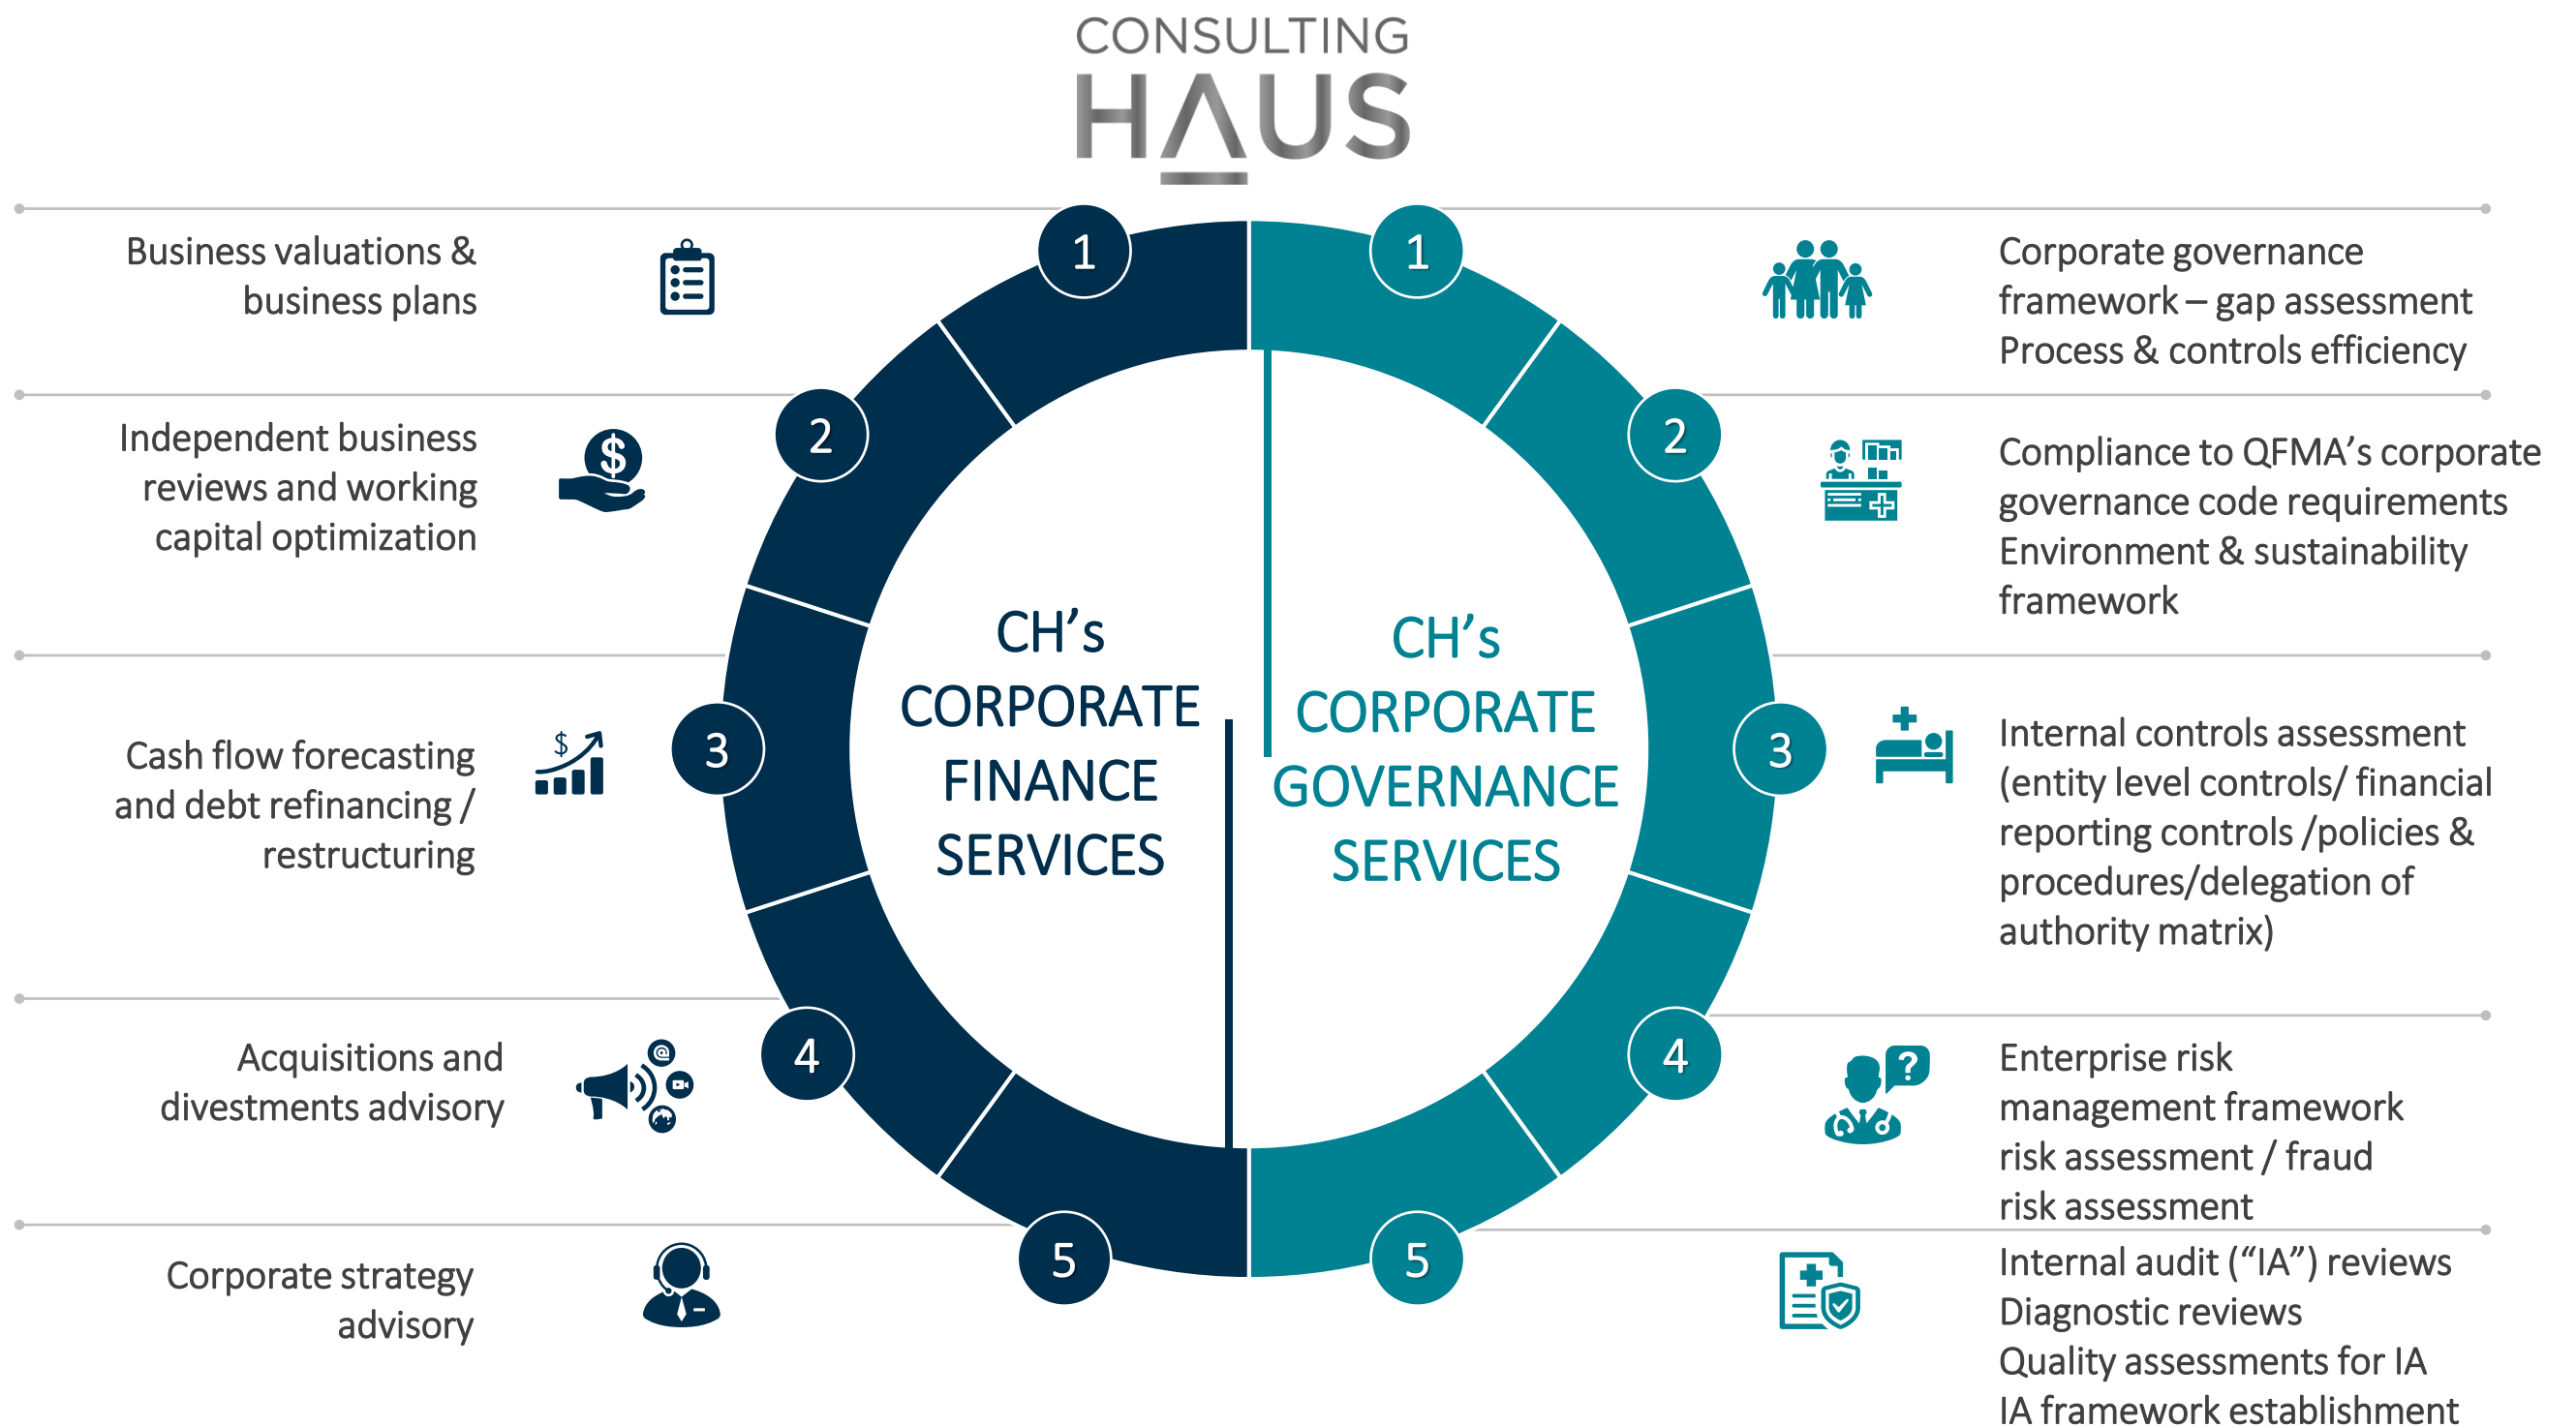 CONSULTING
HAUS
1
Business valuations &
business plans
2
Independent business
reviews and working
capital optimization
3
$
Cash flow forecasting
and debt refinancing /
restructuring
4
Acquisitions and
divestments advisory
@
5
Corporate strategy
advisory
$
CH’s
CORPORATE
FINANCE
SERVICES
CH’s
CORPORATE
GOVERNANCE
SERVICES
1
Corporate governance
framework – gap assessment
Process & controls efficiency
2
Compliance to QFMA’s corporate
governance code requirements
Environment & sustainability
framework
3
Internal controls assessment
(entity level controls/ financial
reporting controls /policies &
procedures/delegation of
authority matrix)
4
?
Enterprise risk
management framework
risk assessment / fraud
risk assessment
5
Internal audit (“IA”) reviews
Diagnostic reviews
Quality assessments for IA
IA framework establishment